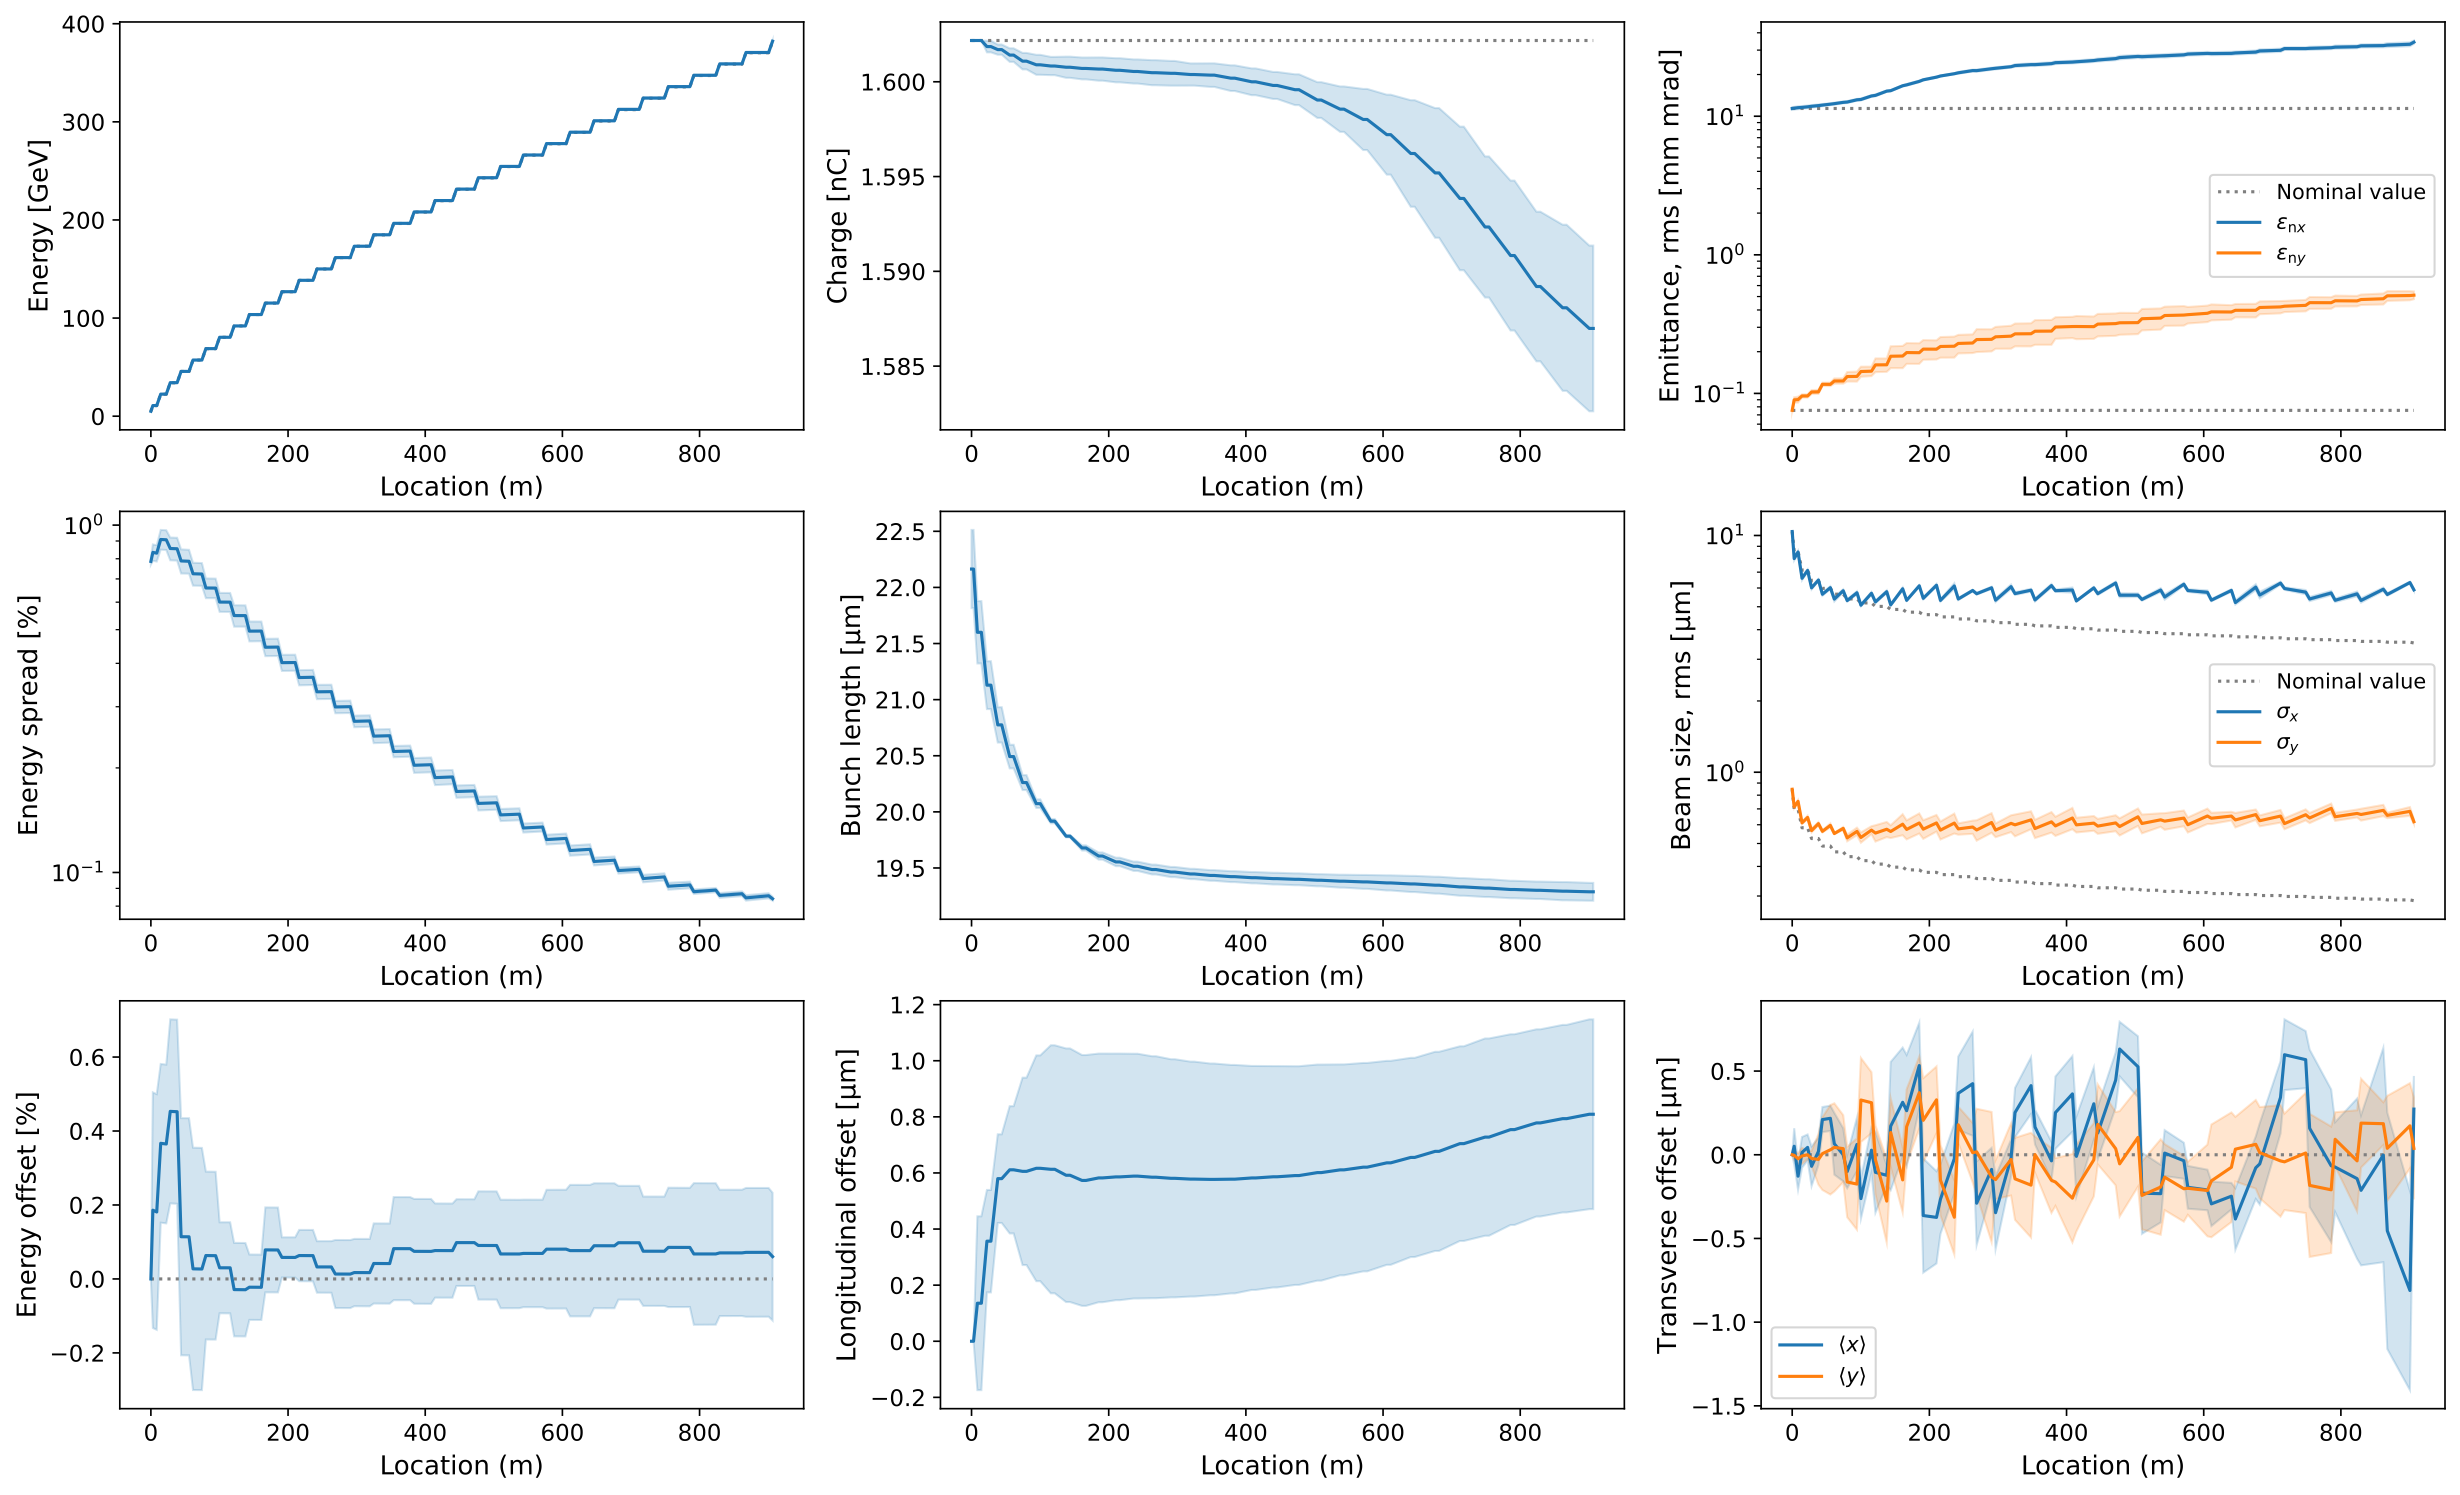 Energy [GeV]
400
300
200
100
0
0 200 400 600 800
Location (m)
Charge [nC]
1.600
1.595
1.590
1.585
0 200 400 600 800
Location (m)
Emittance, rms [mm mrad]
10¹
10⁰
10⁻¹
Nominal value
εnx
εny
0 200 400 600 800
Location (m)
Energy spread [%]
10⁰
10⁻¹
0 200 400 600 800
Location (m)
Bunch length [μm]
22.5
22.0
21.5
21.0
20.5
20.0
19.5
0 200 400 600 800
Location (m)
Beam size, rms [μm]
10¹
10⁰
Nominal value
σx
σy
0 200 400 600 800
Location (m)
Energy offset [%]
0.6
0.4
0.2
0.0
−0.2
0 200 400 600 800
Location (m)
Longitudinal offset [μm]
1.2
1.0
0.8
0.6
0.4
0.2
0.0
−0.2
0 200 400 600 800
Location (m)
Transverse offset [μm]
0.5
0.0
−0.5
−1.0
−1.5
⟨x⟩
⟨y⟩
0 200 400 600 800
Location (m)